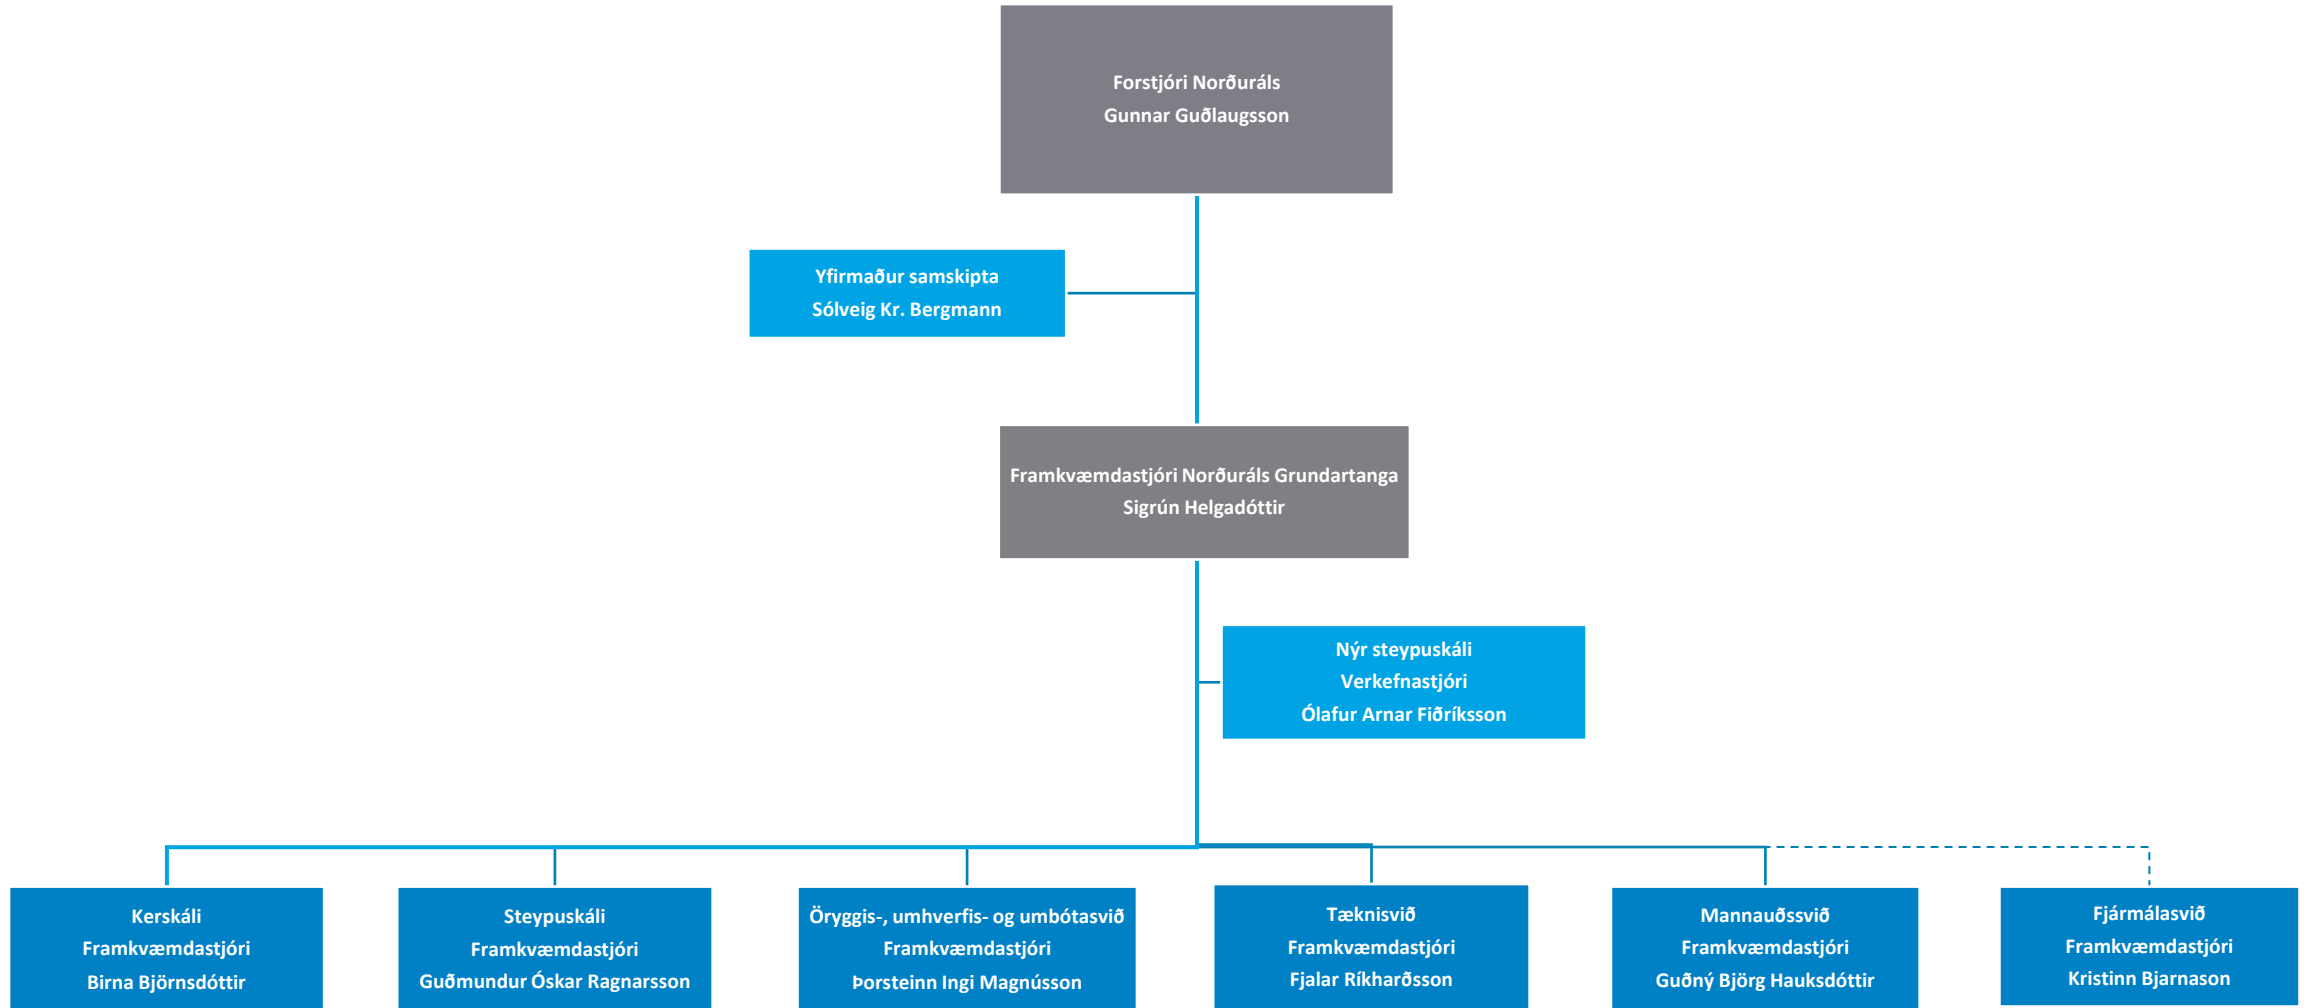 Forstjóri Norðuráls
Gunnar Guðlaugsson
Yfirmaður samskipta
Sólveig Kr. Bergmann
Framkvæmdastjóri Norðuráls Grundartanga
Sigrún Helgadóttir
Nýr steypuskáli
Verkefnastjóri
Ólafur Arnar Fiðríksson
Kerskáli
Framkvæmdastjóri
Birna Björnsdóttir
Steypuskáli
Framkvæmdastjóri
Guðmundur Óskar Ragnarsson
Öryggis-, umhverfis- og umbótasvið
Framkvæmdastjóri
Þorsteinn Ingi Magnússon
Tæknisvið
Framkvæmdastjóri
Fjalar Ríkharðsson
Mannauðssvið
Framkvæmdastjóri
Guðný Björg Hauksdóttir
Fjármálasvið
Framkvæmdastjóri
Kristinn Bjarnason